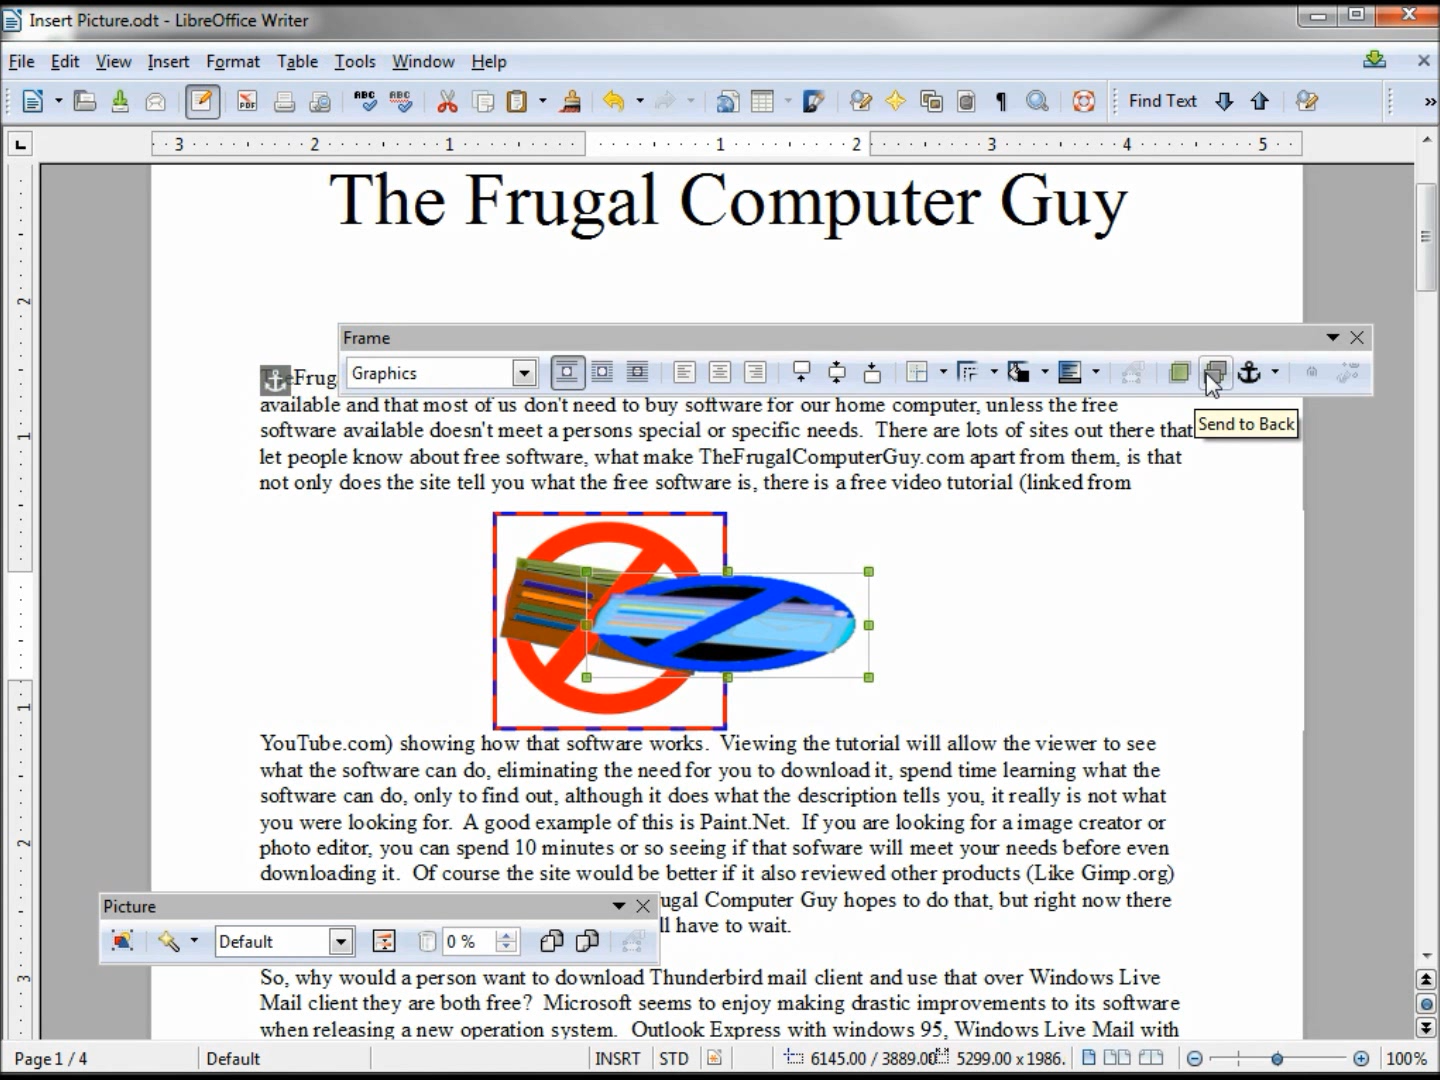 Insert Picture.odt - LibreOffice Writer
File Edit View Insert Format Table Tools Window Help
PDF ABC ABC Find Text
3 2 1 1 2 3 4 5
The Frugal Computer Guy
Frame
Graphics
Send to Back
Frug
available and that most of us don't need to buy software for our home computer, unless the free
software available doesn't meet a persons special or specific needs. There are lots of sites out there that
let people know about free software, what make TheFrugalComputerGuy.com apart from them, is that
not only does the site tell you what the free software is, there is a free video tutorial (linked from
YouTube.com) showing how that software works. Viewing the tutorial will allow the viewer to see
what the software can do, eliminating the need for you to download it, spend time learning what the
software can do, only to find out, although it does what the description tells you, it really is not what
you were looking for. A good example of this is Paint.Net. If you are looking for a image creator or
photo editor, you can spend 10 minutes or so seeing if that sofware will meet your needs before even
downloading it. Of course the site would be better if it also reviewed other products (Like Gimp.org)
ugal Computer Guy hopes to do that, but right now there
ll have to wait.
Picture
Default 0 %
So, why would a person want to download Thunderbird mail client and use that over Windows Live
Mail client they are both free? Microsoft seems to enjoy making drastic improvements to its software
when releasing a new operation system. Outlook Express with windows 95, Windows Live Mail with
2 1 1 2 3
Page 1 / 4 Default INSRT STD 6145.00 / 3889.00 5299.00 x 1986. 100%